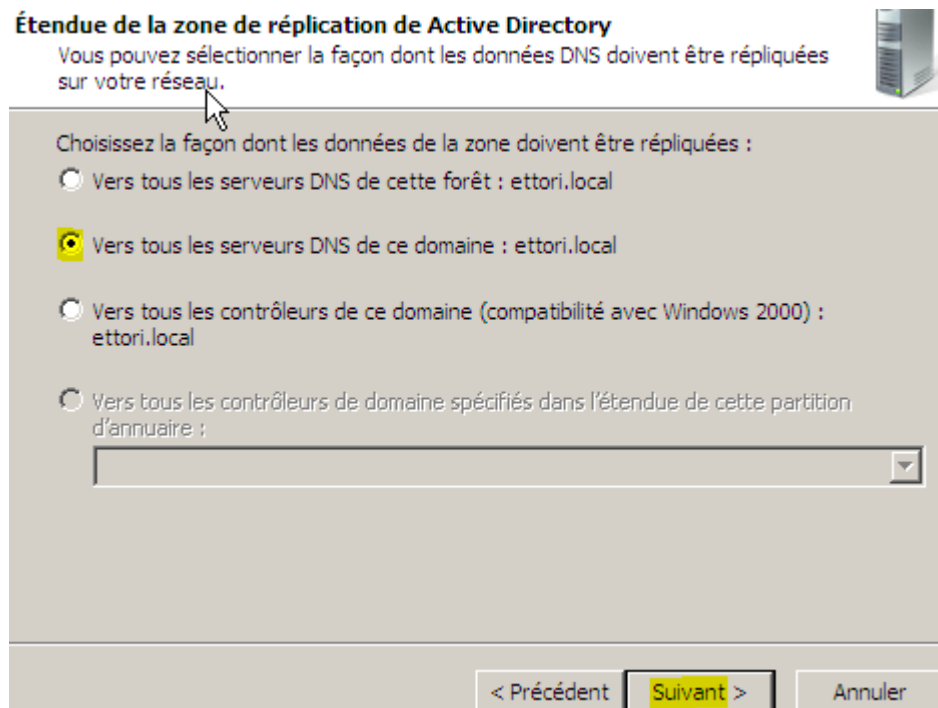 Étendue de la zone de réplication de Active Directory
Vous pouvez sélectionner la façon dont les données DNS doivent être répliquées
sur votre réseau.
Choisissez la façon dont les données de la zone doivent être répliquées :
Vers tous les serveurs DNS de cette forêt : ettori.local
Vers tous les serveurs DNS de ce domaine : ettori.local
Vers tous les contrôleurs de ce domaine (compatibilité avec Windows 2000) :
ettori.local
Vers tous les contrôleurs de domaine spécifiés dans l'étendue de cette partition
d'annuaire :
< Précédent Suivant > Annuler